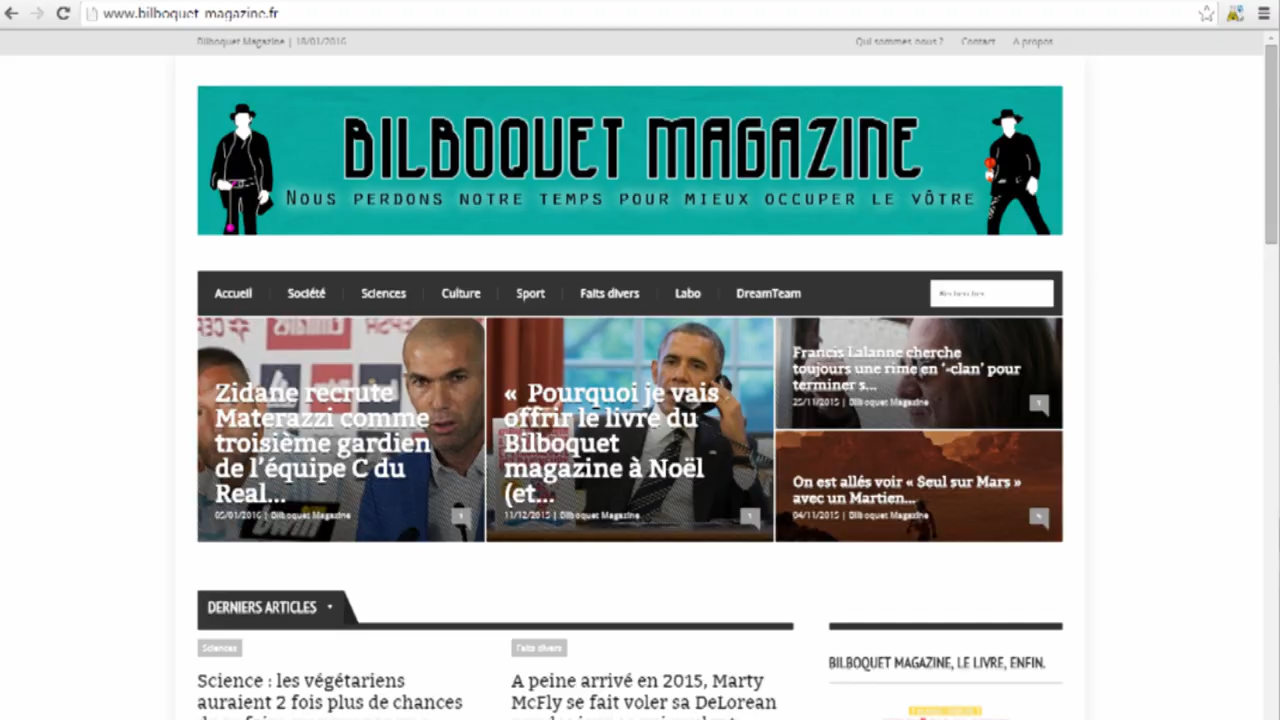 www.bilboquet-magazine.fr
Bilboquet Magazine | 18/01/2016
Qui sommes nous ? Contact A propos
BILBOQUET MAGAZINE
NOUS PERDONS NOTRE TEMPS POUR MIEUX OCCUPER LE VÔTRE
Accueil Société Sciences Culture Sport Faits divers Labo DreamTeam
Zidane recrute
Materazzi comme
troisième gardien
de l'équipe C du
Real...
05/01/2016 | Bilboquet Magazine
1
« Pourquoi je vais
offrir le livre du
Bilboquet
magazine à Noël
(et...
11/12/2015 | Bilboquet Magazine
1
Francis Lalanne cherche
toujours une rime en '-clan' pour
terminer s...
25/11/2015 | Bilboquet Magazine
1
On est allés voir « Seul sur Mars »
avec un Martien...
04/11/2015 | Bilboquet Magazine
DERNIERS ARTICLES
Sciences
Science : les végétariens
auraient 2 fois plus de chances
Faits divers
A peine arrivé en 2015, Marty
McFly se fait voler sa DeLorean
BILBOQUET MAGAZINE, LE LIVRE, ENFIN.